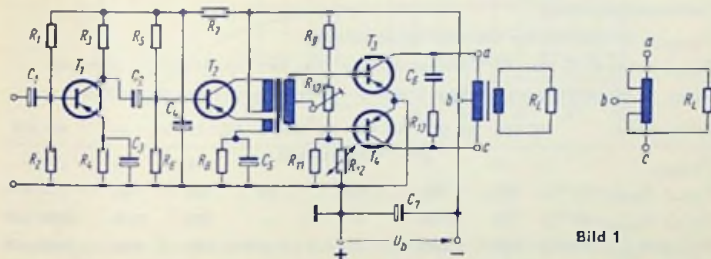 R1 R3 R5 R7 R9 T3 a a
C1 T1 C2 T2 C4 R10 C6 b RL b RL
R13
R2 R4 C3 R6 R8 C5 R11 R12 T4 c c
C7
+ Ub −
Bild 1